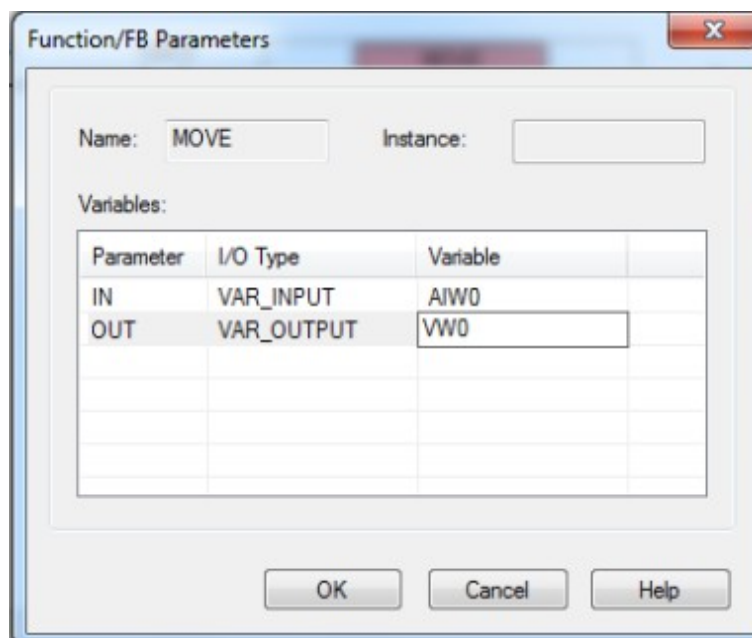 Function/FB Parameters
Name: MOVE Instance:
Variables:
Parameter I/O Type Variable
IN VAR_INPUT AIW0
OUT VAR_OUTPUT VW0
OK Cancel Help